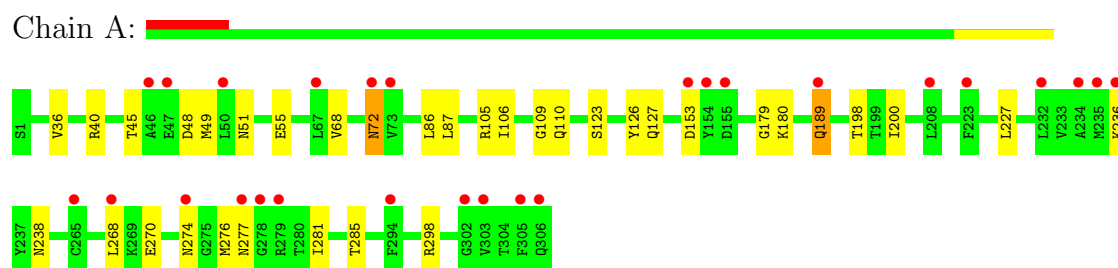 Chain A:
S1 V36 R40 T45 A46 E47 D48 M49 L50 N51 E55 L67 V68 N72 V73 L86 L87 R105 I106 G109 Q110 S123 Y126 Q127 D153 Y154 D155 G179 K180 Q189 T198 T199 I200 L208 F223 L227 L232 V233 A234 M235 K236
Y237 N238 C265 L268 K269 E270 N274 G275 M276 N277 G278 R279 T280 I281 T285 F294 R298 G302 V303 T304 F305 Q306